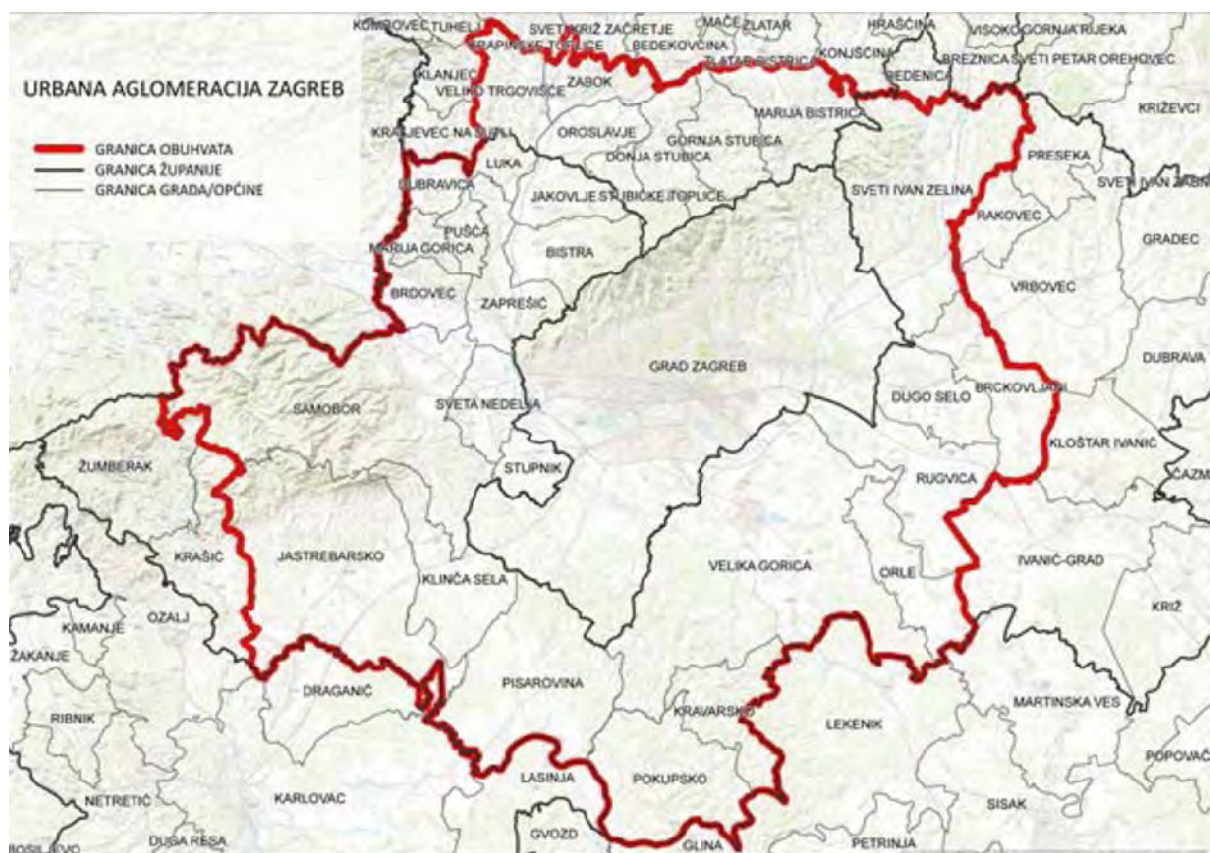 KUMROVEC
TUHELJ
SVETI KRIŽ ZAČRETJE
MAČE
ZLATAR
HRAŠĆINA
VISOKO
GORNJA RIJEKA
KRAPINSKE TOPLICE
BEDEKOVČINA
ZLATAR BISTRICA
KONJŠĆINA
BREZNICA
SVETI PETAR OREHOVEC
URBANA AGLOMERACIJA ZAGREB
KLANJEC
VELIKO TRGOVIŠĆE
ZABOK
BEDENICA
KRIŽEVCI
MARIJA BISTRICA
KRALJEVEC NA SUTLI
OROSLAVJE
GORNJA STUBICA
GRANICA OBUHVATA
GRANICA ŽUPANIJE
GRANICA GRADA/OPĆINE
LUKA
DONJA STUBICA
PRESEKA
DUBRAVICA
JAKOVLJE
STUBIČKE TOPLICE
SVETI IVAN ZELINA
RAKOVEC
PUŠĆA
GRADEC
MARIJA GORICA
BISTRA
BRDOVEC
ZAPREŠIĆ
VRBOVEC
GRAD ZAGREB
DUBRAVA
SAMOBOR
SVETA NEDELJA
DUGO SELO
BRCKOVLJANI
KLOŠTAR IVANIĆ
ŽUMBERAK
STUPNIK
RUGVICA
ČAZM
KRAŠIĆ
JASTREBARSKO
KLINČA SELA
VELIKA GORICA
ORLE
IVANIĆ-GRAD
OZALJ
KAMANJE
KRIŽ
ŽAKANJE
DRAGANIĆ
PISAROVINA
MARTINSKA VES
RIBNIK
KRAVARSKO
LEKENIK
POPOVAČ
LASINJA
POKUPSKO
NETRETIĆ
KARLOVAC
SISAK
GVOZD
DUGA RESA
GLINA
PETRINJA